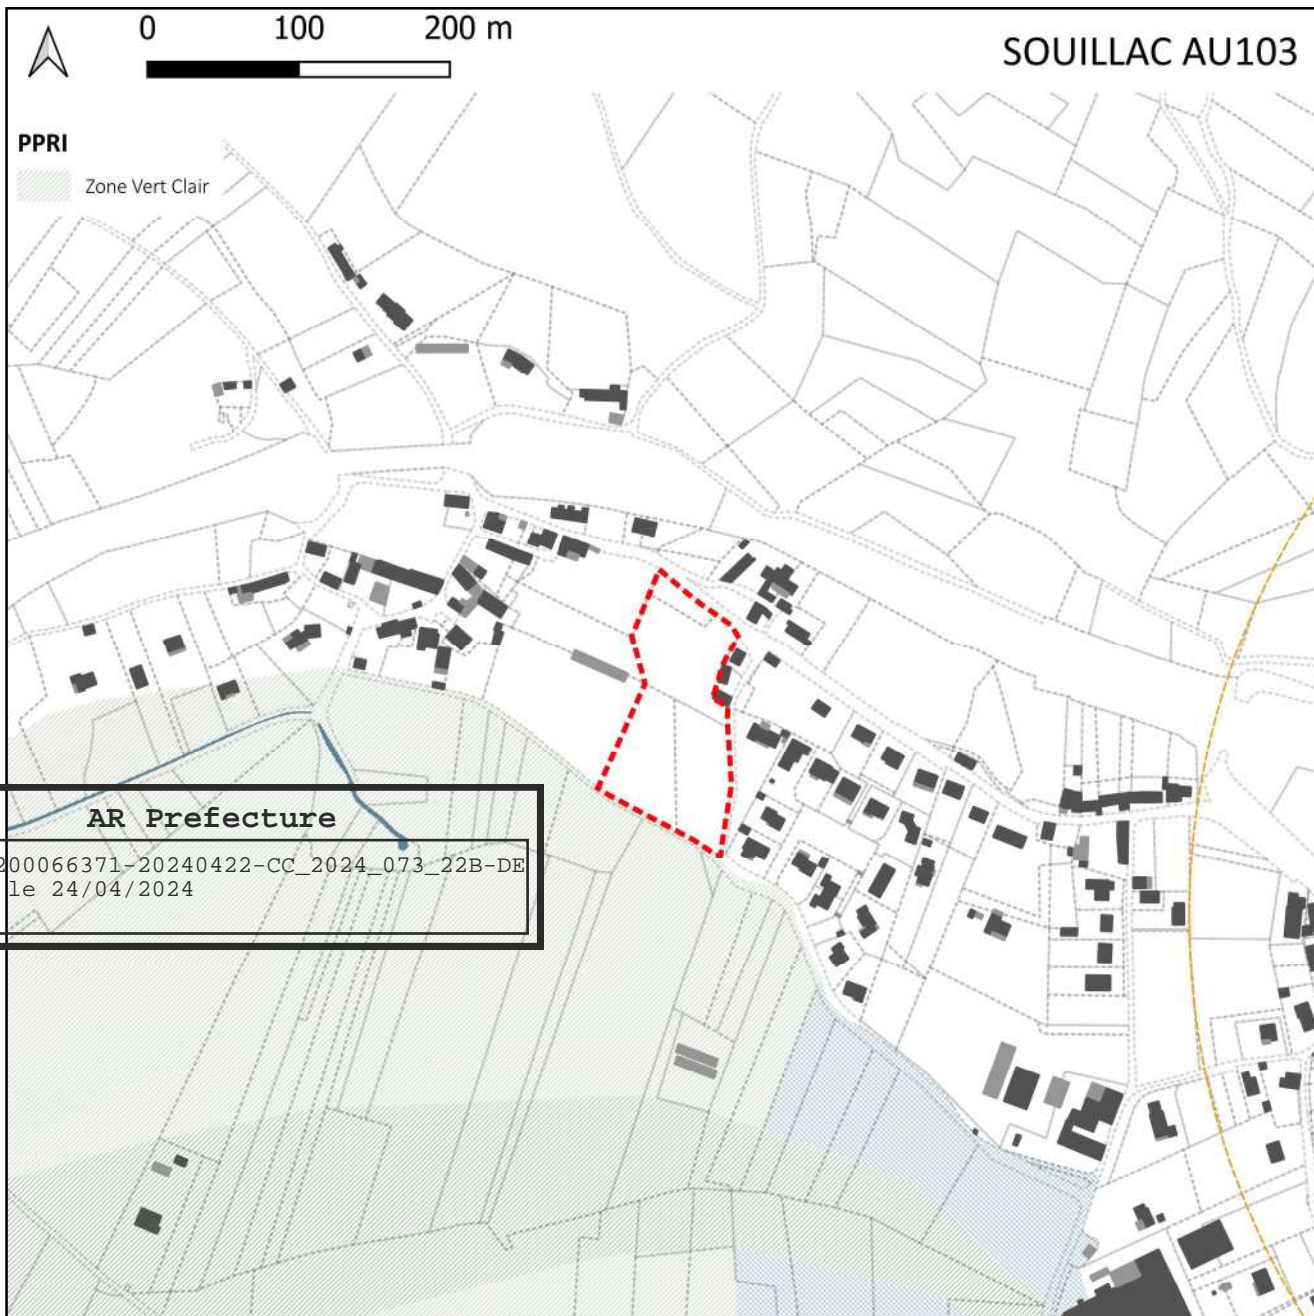 0 100 200 m
SOUILLAC AU103
PPRI
Zone Vert Clair
AR Prefecture
200066371-20240422-CC_2024_073_22B-DE
le 24/04/2024